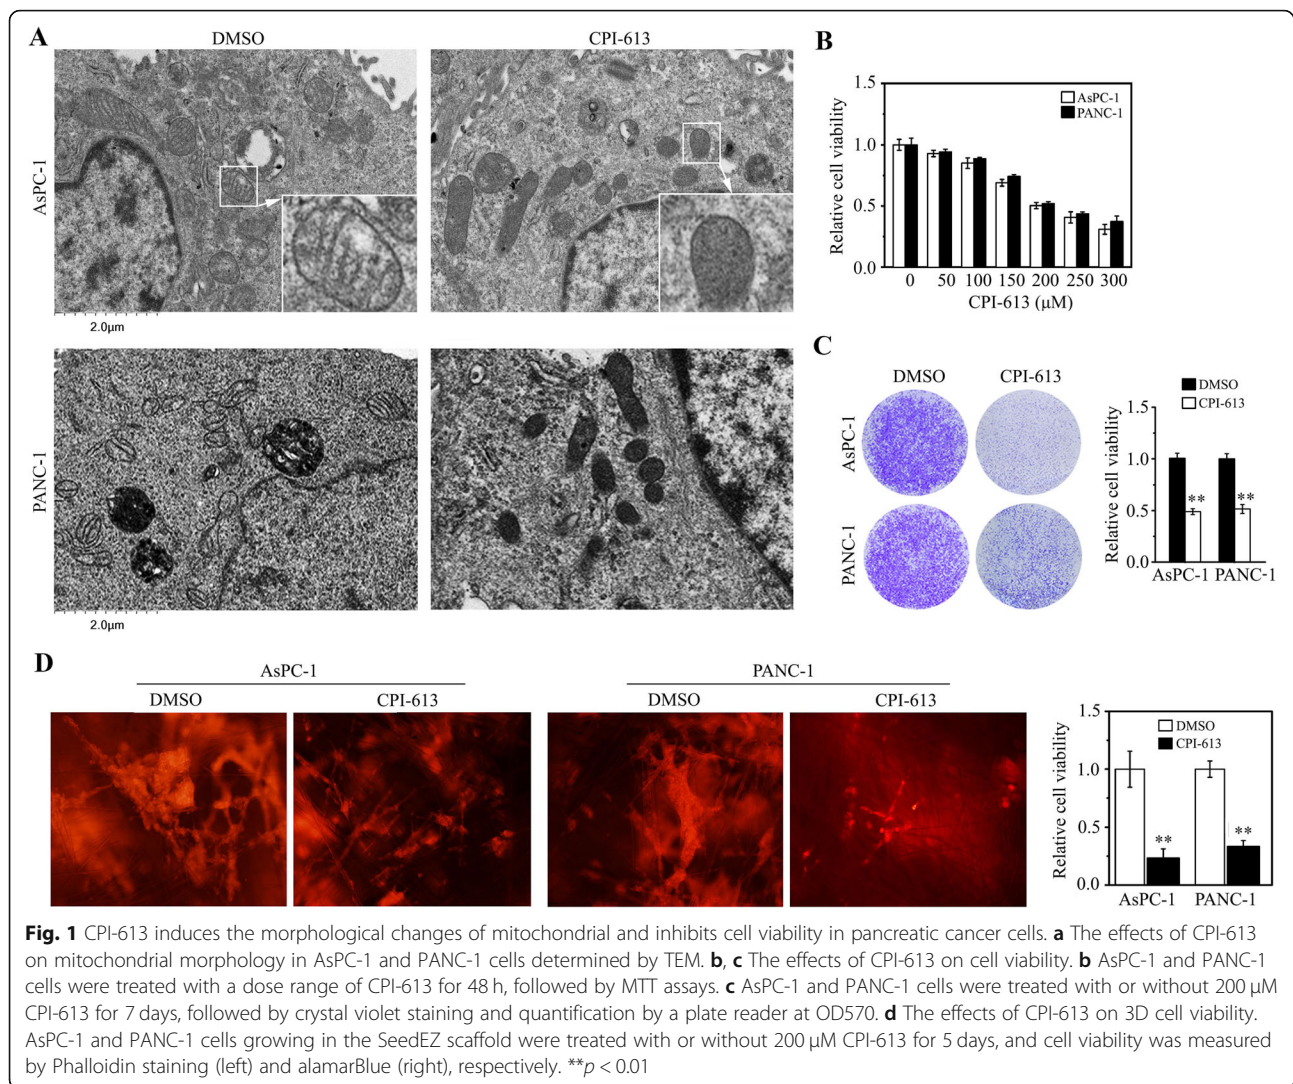 A
DMSO
CPI-613
AsPC-1
2.0µm
PANC-1
2.0µm
B
1.5
1.0
0.5
0.0
Relative cell viability
AsPC-1
PANC-1
0 50 100 150 200 250 300
CPI-613 (µM)
C
DMSO
CPI-613
AsPC-1
PANC-1
DMSO
CPI-613
1.5
1.0
0.5
0.0
Relative cell viability
**
**
AsPC-1 PANC-1
D
AsPC-1
PANC-1
DMSO
CPI-613
DMSO
CPI-613
1.5
1.0
0.5
0.0
Relative cell viability
DMSO
CPI-613
**
**
AsPC-1 PANC-1
Fig. 1 CPI-613 induces the morphological changes of mitochondrial and inhibits cell viability in pancreatic cancer cells. a The effects of CPI-613
on mitochondrial morphology in AsPC-1 and PANC-1 cells determined by TEM. b, c The effects of CPI-613 on cell viability. b AsPC-1 and PANC-1
cells were treated with a dose range of CPI-613 for 48 h, followed by MTT assays. c AsPC-1 and PANC-1 cells were treated with or without 200 µM
CPI-613 for 7 days, followed by crystal violet staining and quantification by a plate reader at OD570. d The effects of CPI-613 on 3D cell viability.
AsPC-1 and PANC-1 cells growing in the SeedEZ scaffold were treated with or without 200 µM CPI-613 for 5 days, and cell viability was measured
by Phalloidin staining (left) and alamarBlue (right), respectively. **p < 0.01